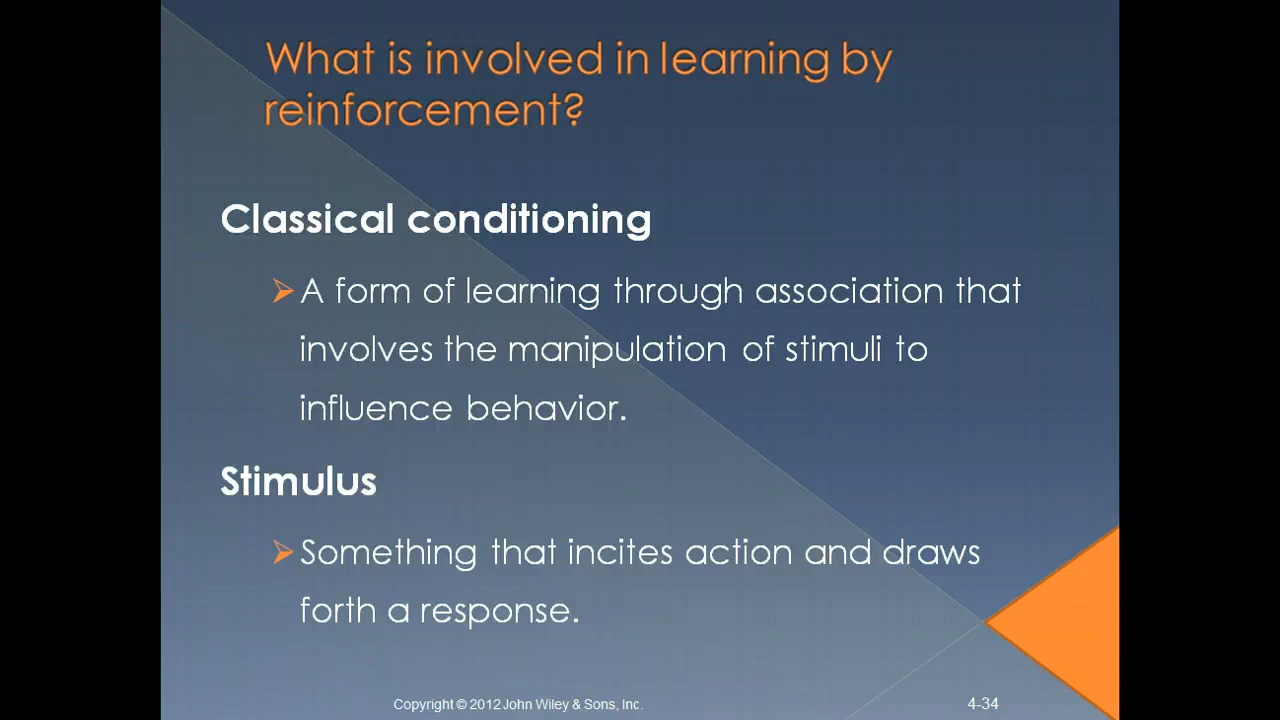 What is involved in learning by
reinforcement?
Classical conditioning
A form of learning through association that
involves the manipulation of stimuli to
influence behavior.
Stimulus
Something that incites action and draws
forth a response.
Copyright © 2012 John Wiley & Sons, Inc.
4-34